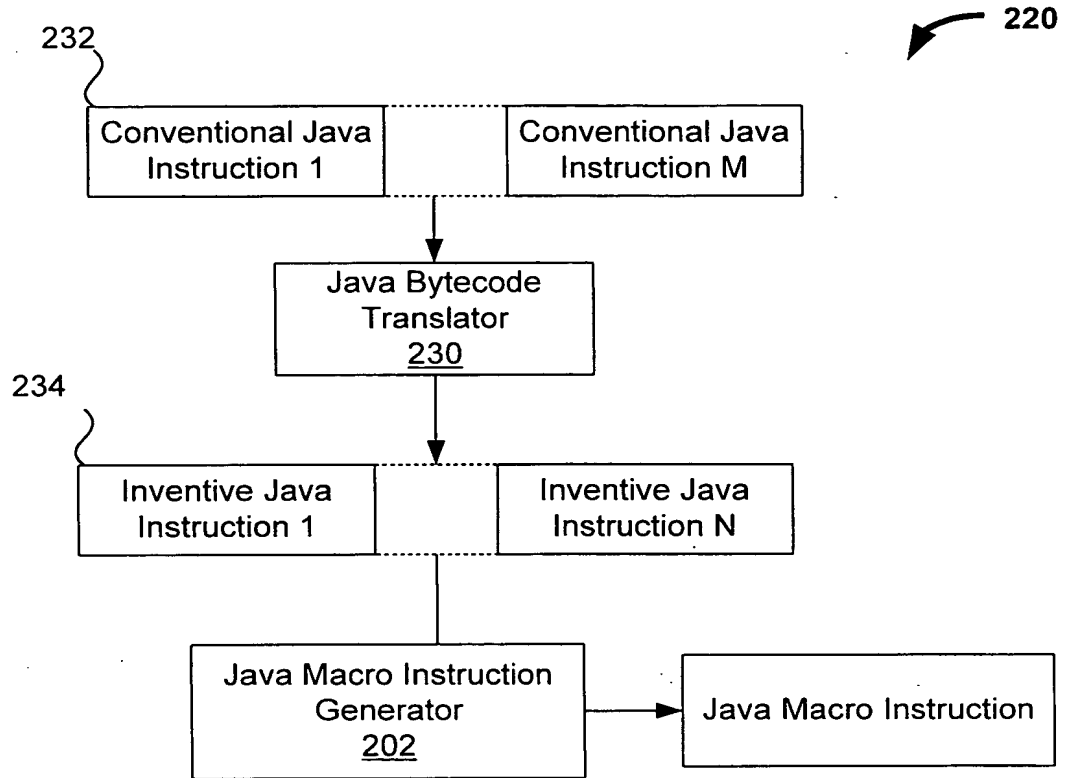 220
232
Conventional Java
Instruction 1
Conventional Java
Instruction M
Java Bytecode
Translator
230
234
Inventive Java
Instruction 1
Inventive Java
Instruction N
Java Macro Instruction
Generator
202
Java Macro Instruction